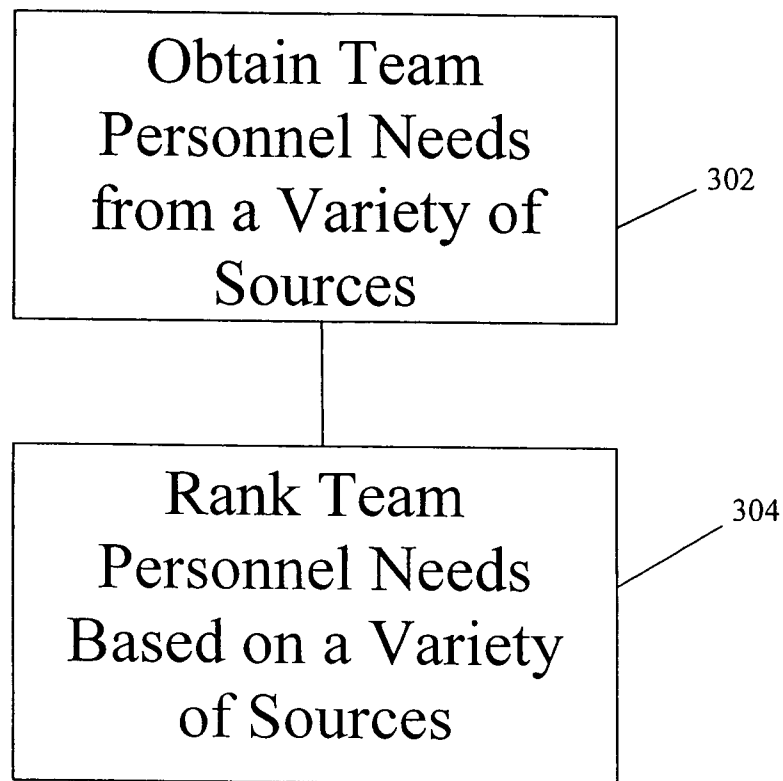 Obtain Team
Personnel Needs
from a Variety of
Sources
302
Rank Team
Personnel Needs
Based on a Variety
of Sources
304